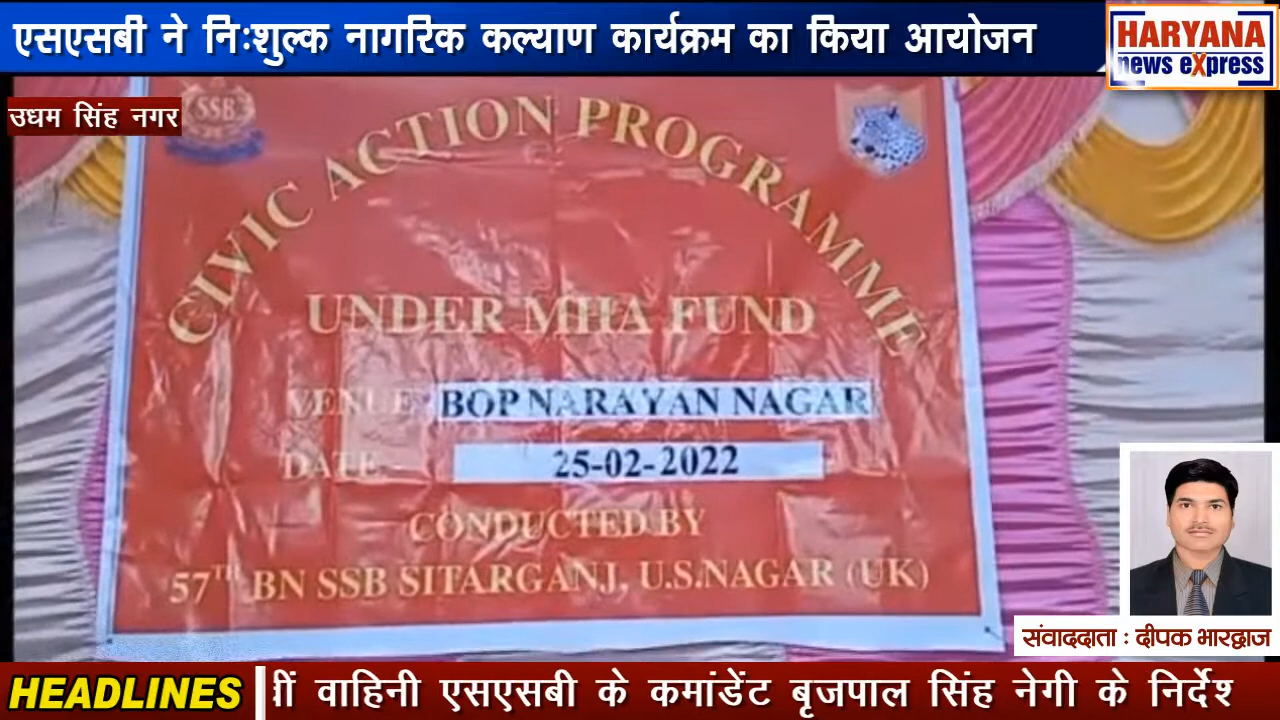 एसएसबी ने निःशुल्क नागरिक कल्याण कार्यक्रम का किया आयोजन
HARYANA
news eXpress
उधम सिंह नगर
SSB
CIVIC ACTION PROGRAMME
UNDER MHA FUND
VENUE BOP NARAYAN NAGAR
DATE - 25-02-2022
CONDUCTED BY
57TH BN SSB SITARGANJ, U.S.NAGAR (UK)
संवाददाता : दीपक भारद्वाज
HEADLINES
वाहिनी एसएसबी के कमांडेंट बृजपाल सिंह नेगी के निर्देश